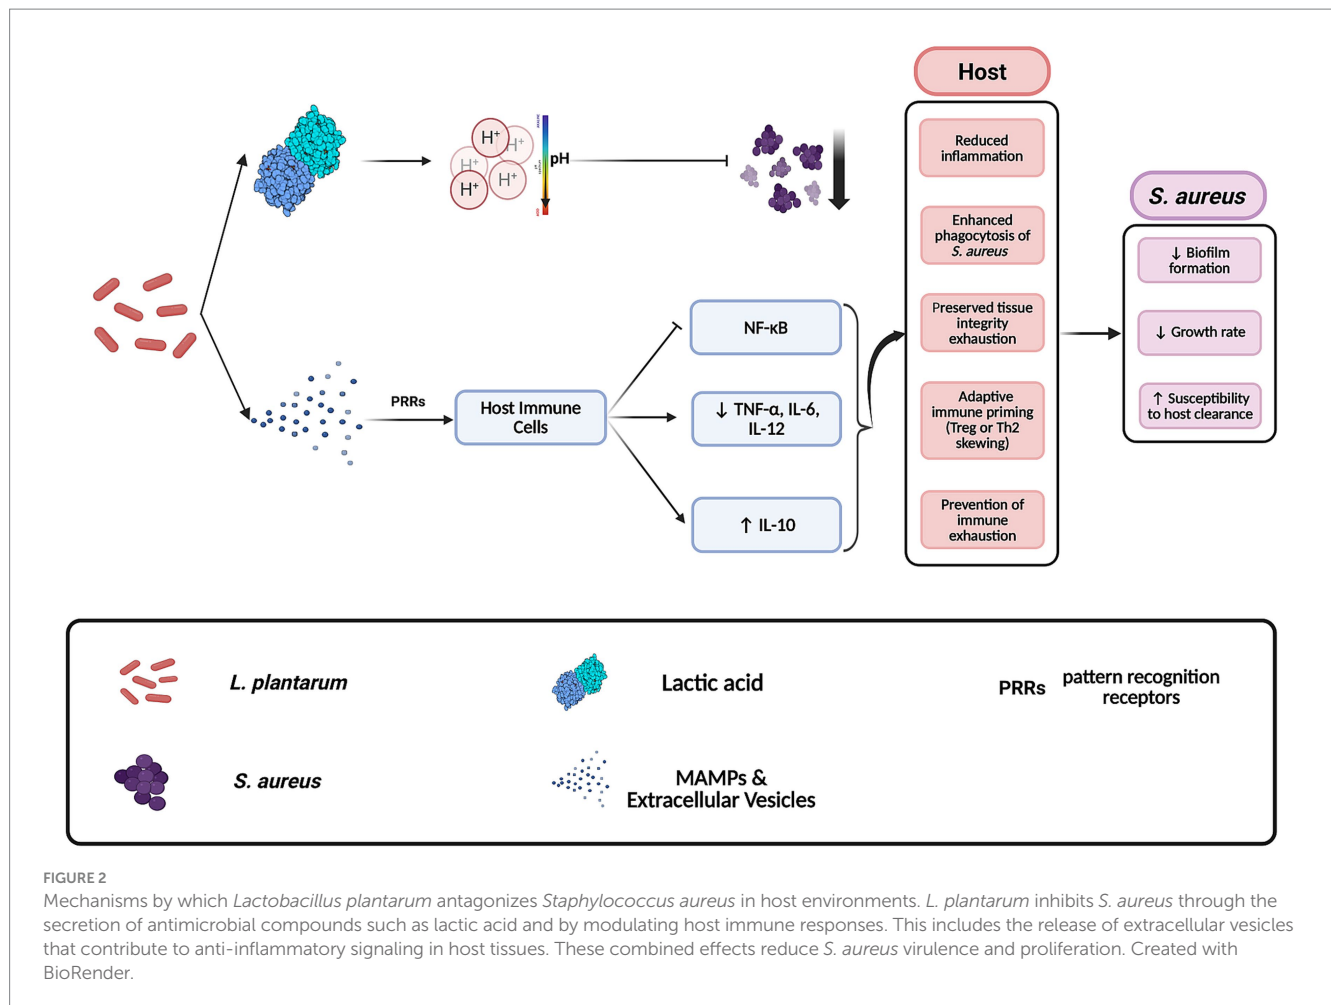 Host
Reduced
inflammation
Enhanced
phagocytosis of
S. aureus
Preserved tissue
integrity
exhaustion
Adaptive
immune priming
(Treg or Th2
skewing)
Prevention of
immune
exhaustion
S. aureus
↓ Biofilm
formation
↓ Growth rate
↑ Susceptibility
to host clearance
H⁺
H⁺
H⁺
H⁺
H⁺
pH
PRRs
Host Immune
Cells
NF-κB
↓ TNF-α, IL-6,
IL-12
↑ IL-10
L. plantarum
Lactic acid
PRRs
pattern recognition
receptors
S. aureus
MAMPs &
Extracellular Vesicles
FIGURE 2
Mechanisms by which Lactobacillus plantarum antagonizes Staphylococcus aureus in host environments. L. plantarum inhibits S. aureus through the
secretion of antimicrobial compounds such as lactic acid and by modulating host immune responses. This includes the release of extracellular vesicles
that contribute to anti-inflammatory signaling in host tissues. These combined effects reduce S. aureus virulence and proliferation. Created with
BioRender.